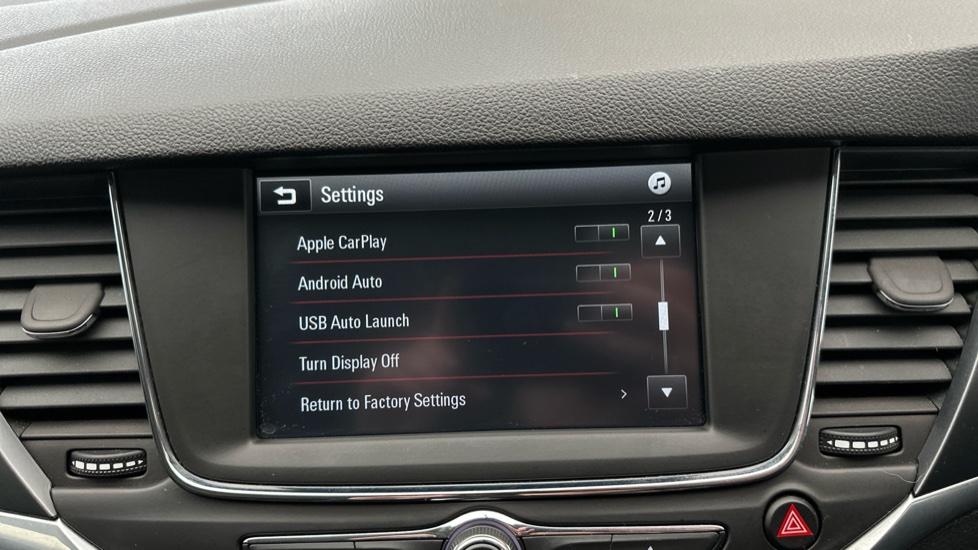 Settings
2/3
Apple CarPlay
Android Auto
USB Auto Launch
Turn Display Off
Return to Factory Settings